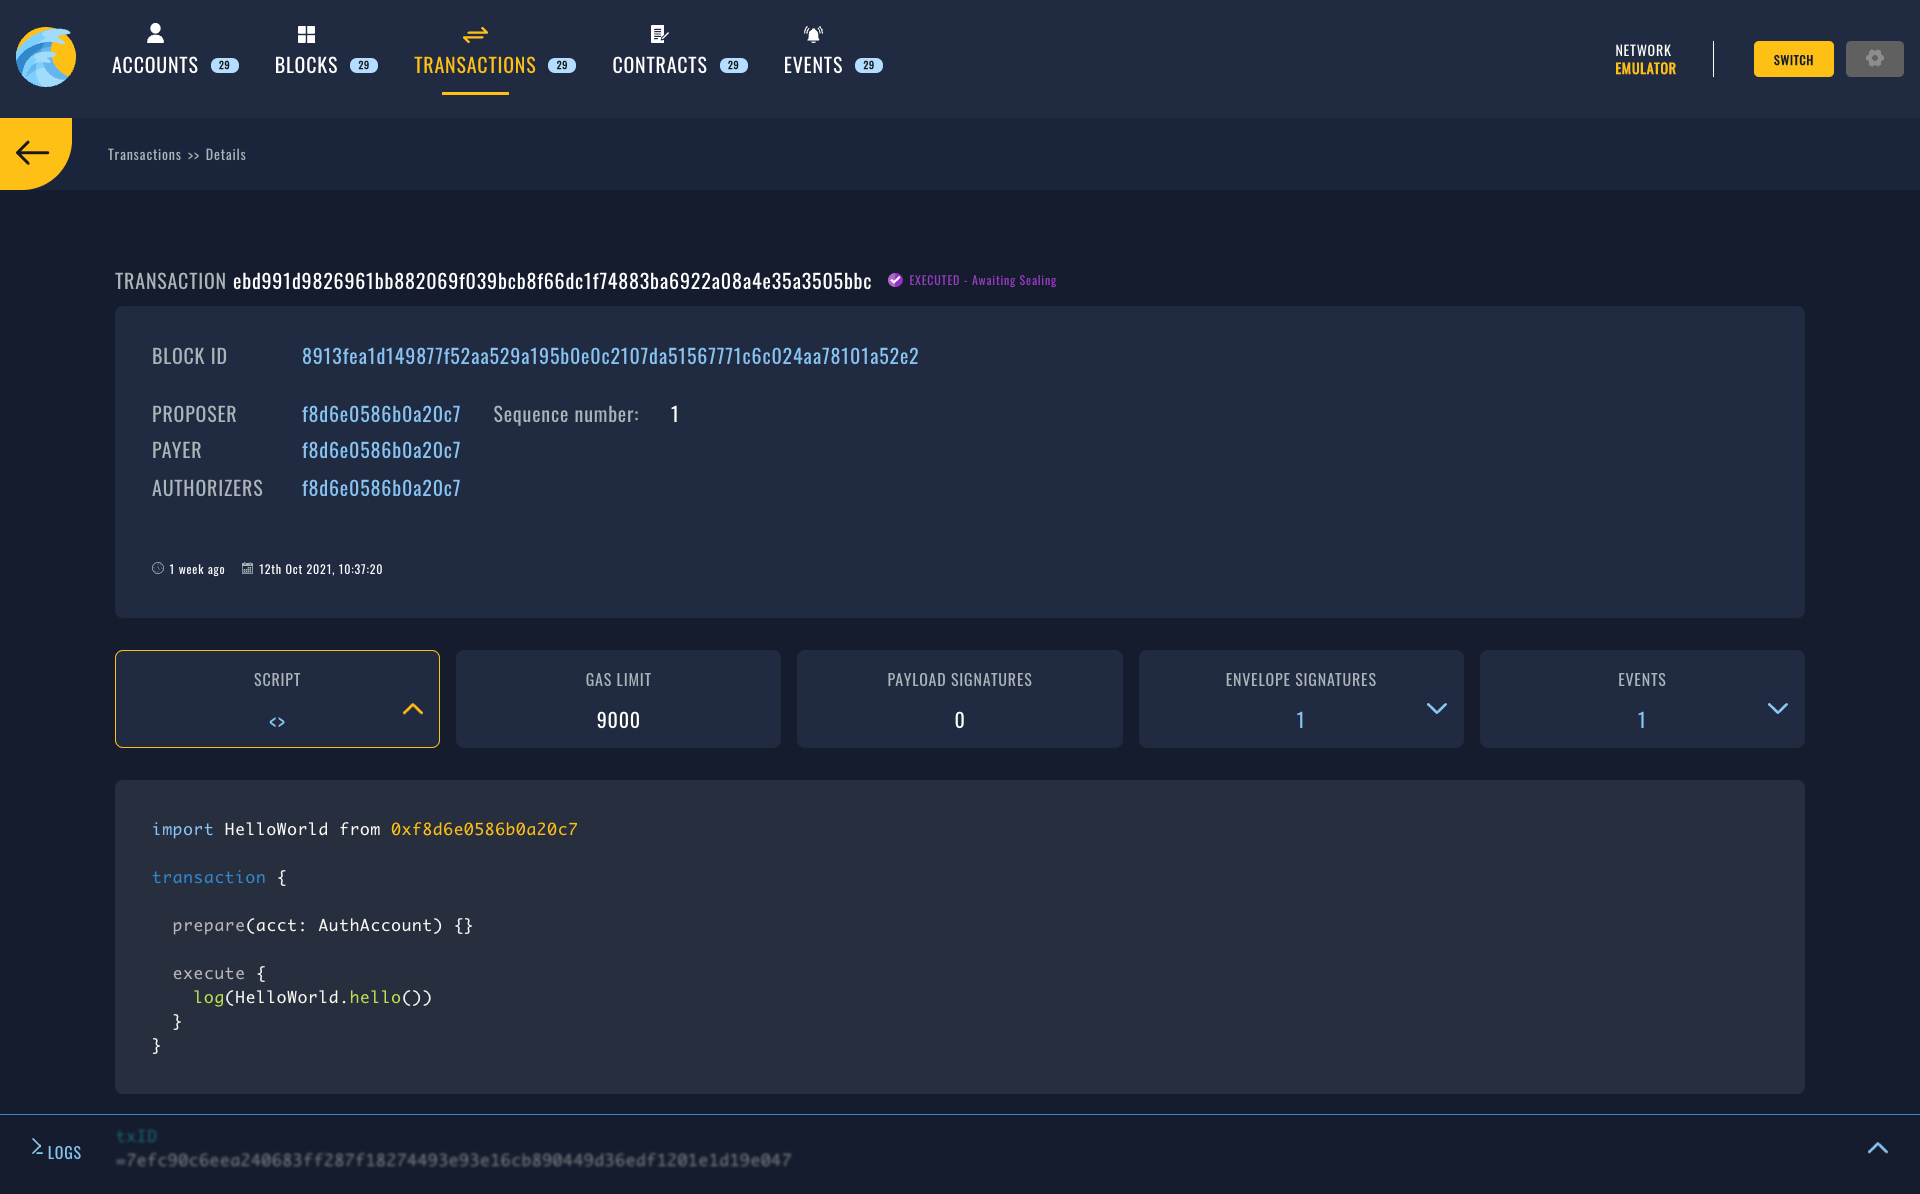 ACCOUNTS 29 BLOCKS 29 TRANSACTIONS 29 CONTRACTS 29 EVENTS 29
NETWORK
EMULATOR
SWITCH
Transactions >> Details
TRANSACTION ebd991d9826961bb882069f039bcb8f66dc1f74883ba6922a08a4e35a3505bbc EXECUTED - Awaiting Sealing
BLOCK ID 8913fea1d149877f52aa529a195b0e0c2107da51567771c6c024aa78101a52e2
PROPOSER f8d6e0586b0a20c7 Sequence number: 1
PAYER f8d6e0586b0a20c7
AUTHORIZERS f8d6e0586b0a20c7
1 week ago 12th Oct 2021, 10:37:20
SCRIPT GAS LIMIT PAYLOAD SIGNATURES ENVELOPE SIGNATURES EVENTS
<> 9000 0 1 1
import HelloWorld from 0xf8d6e0586b0a20c7
transaction {
prepare(acct: AuthAccount) {}
execute {
log(HelloWorld.hello())
}
}
txID
LOGS =7efc90c6eea240683ff287f18274493e93e16cb890449d36edf1201e1d19e047